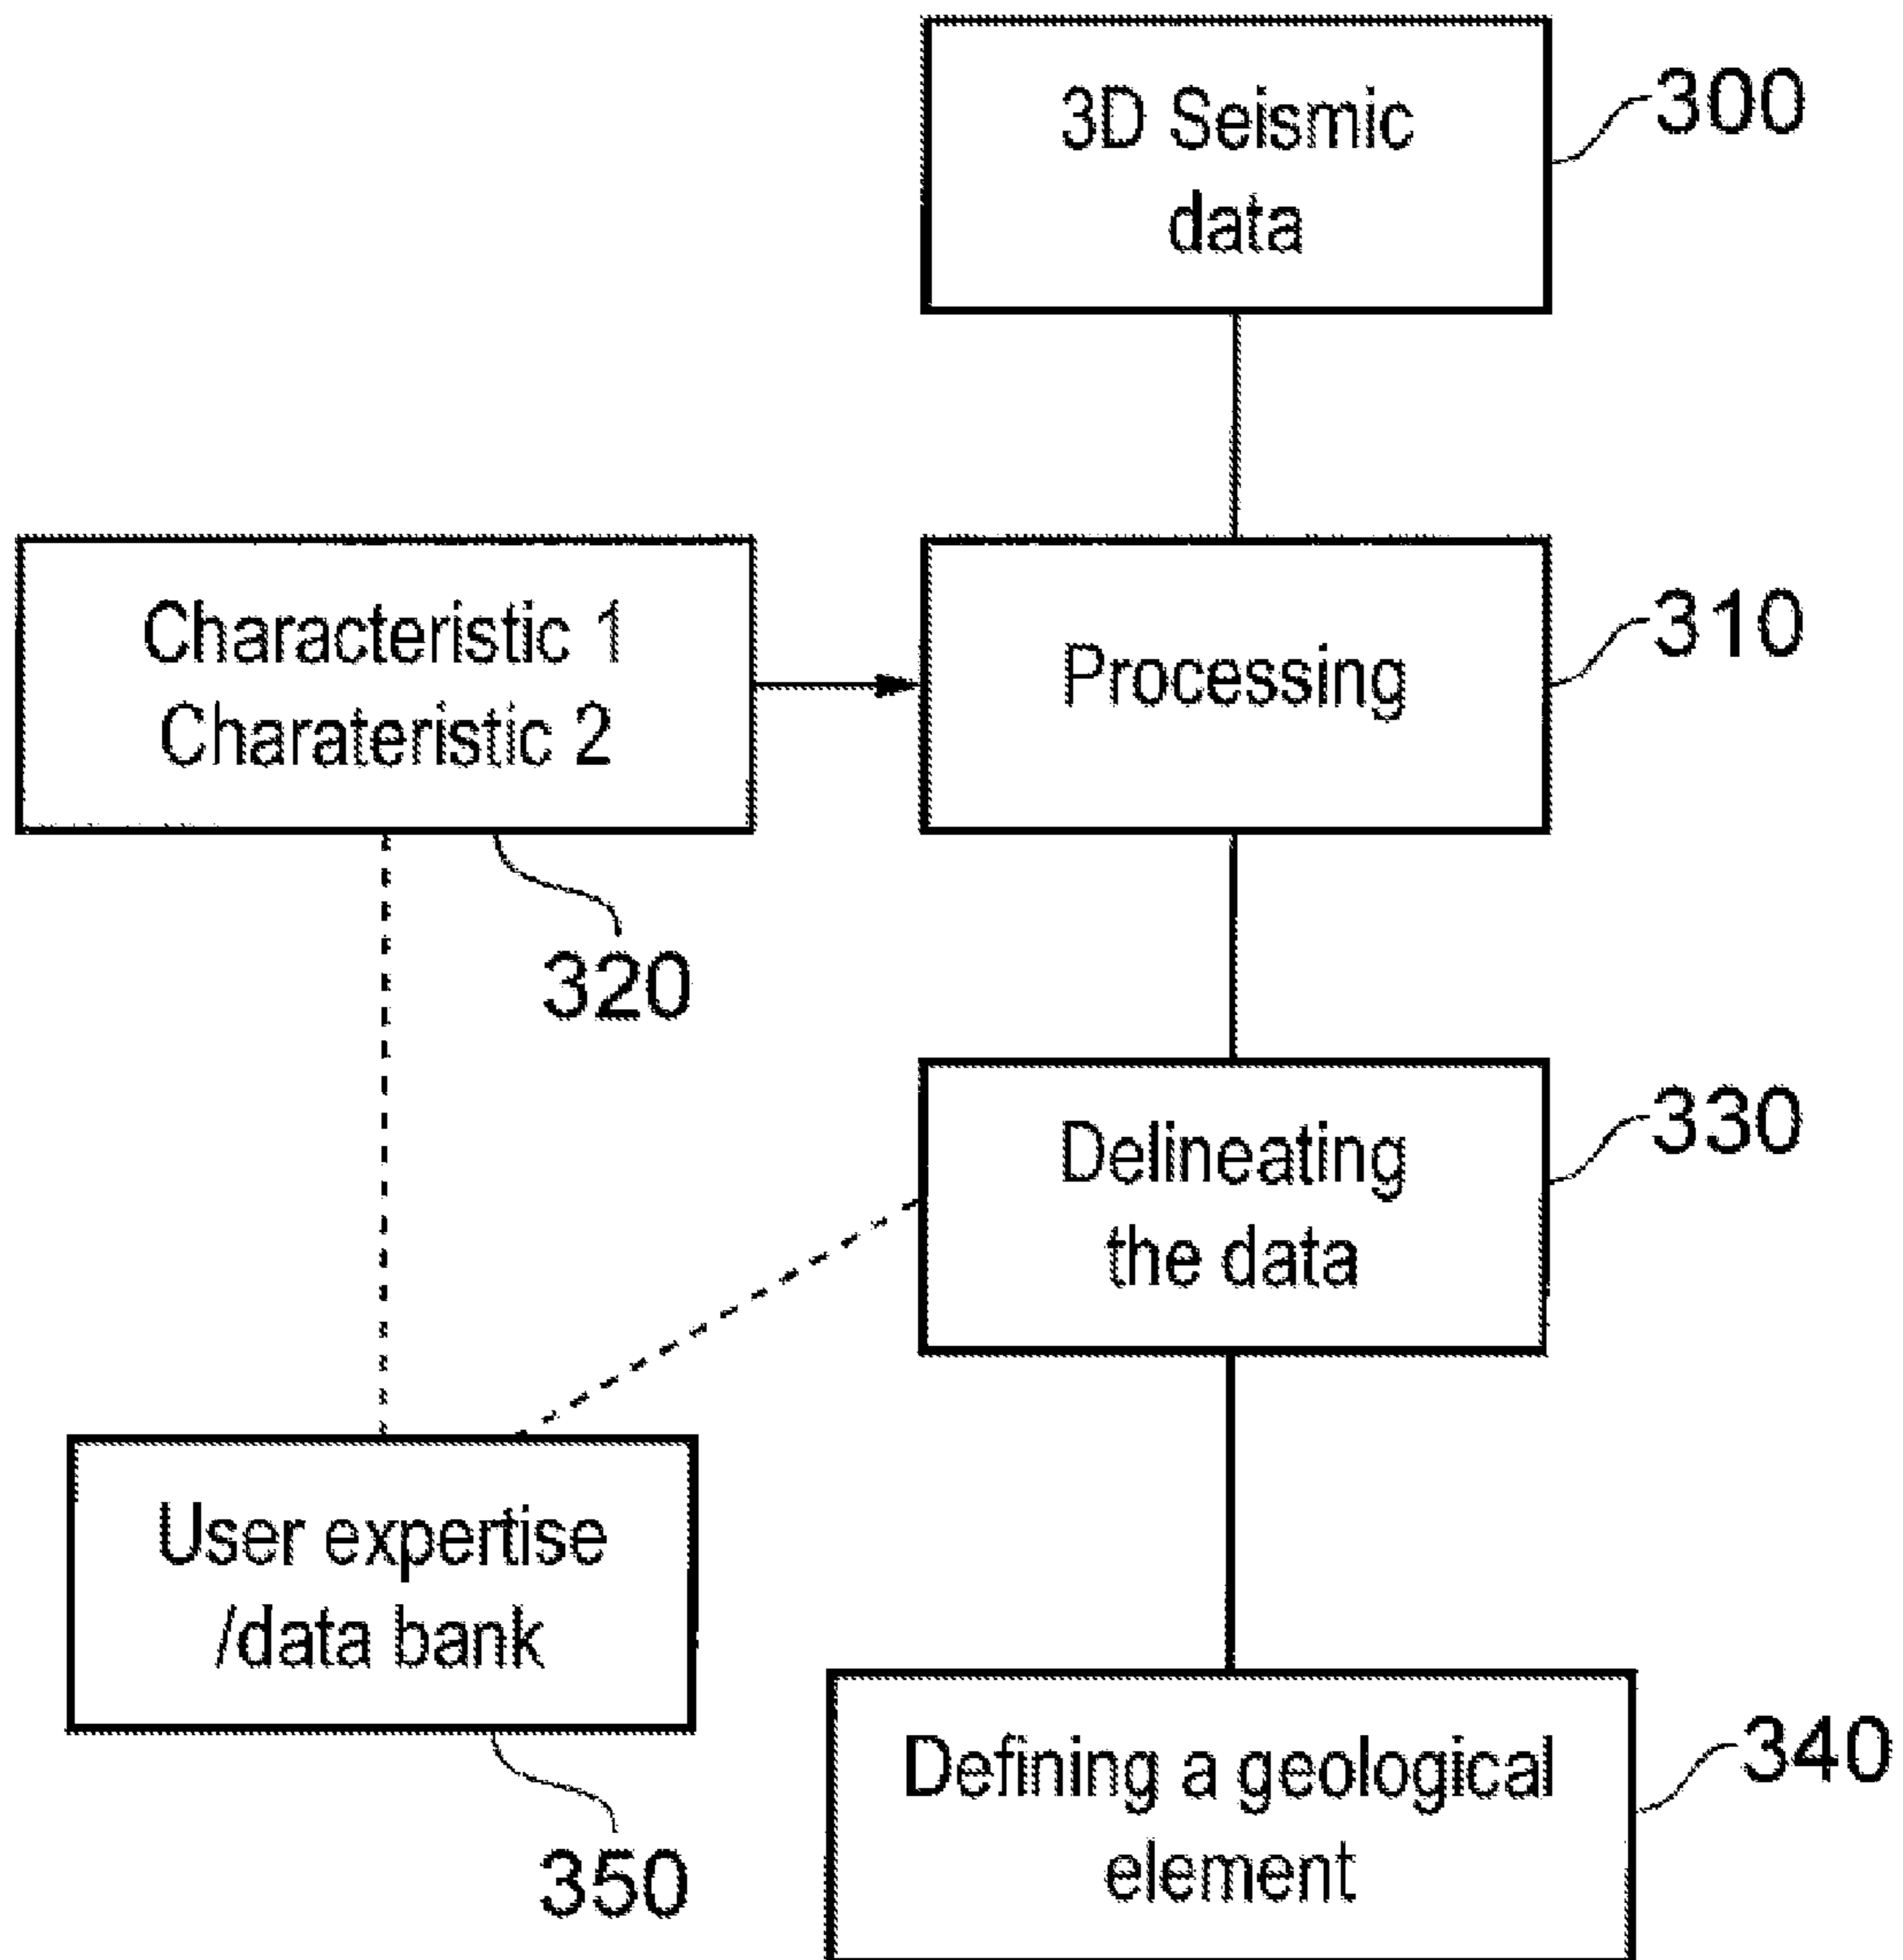 3D Seismic
data
300
Characteristic 1
Charateristic 2
320
Processing
310
Delineating
the data
330
User expertise
/data bank
350
Defining a geological
element
340